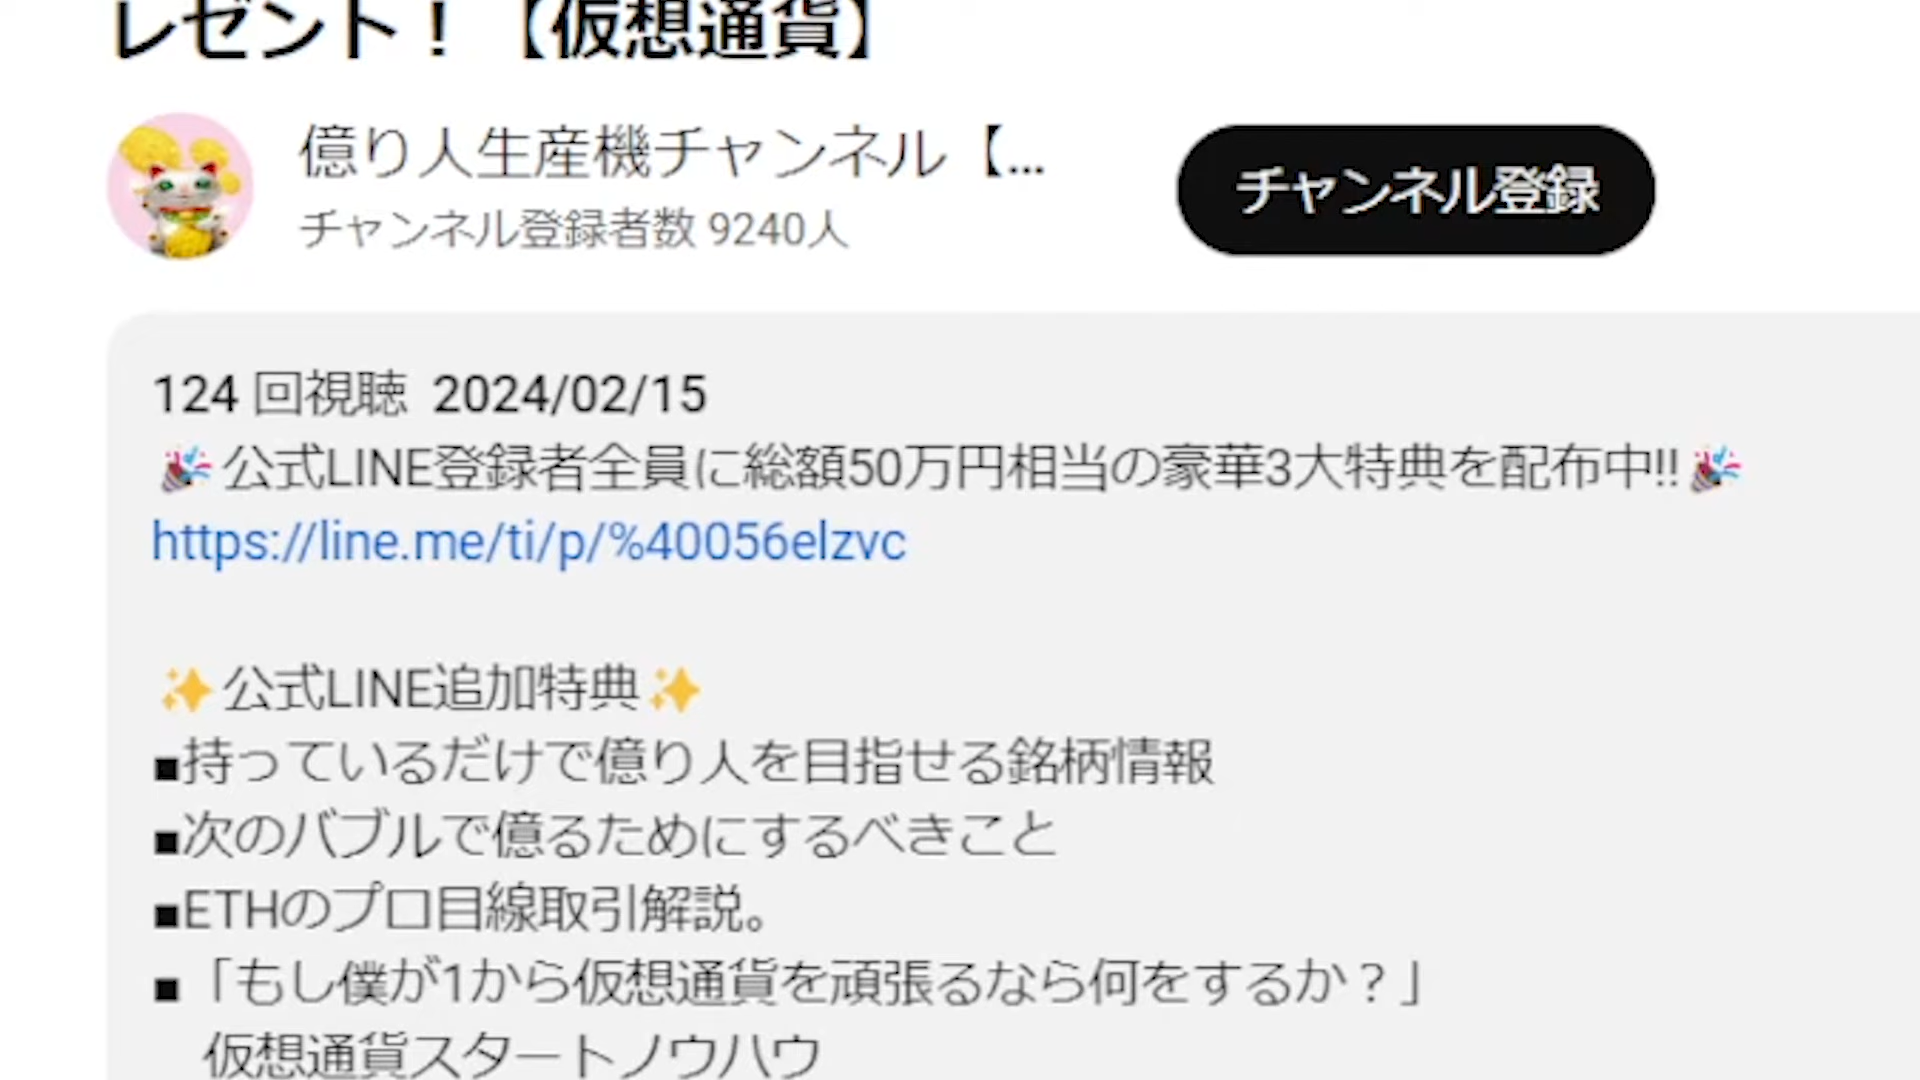 レゼント！【仮想通貨】
億り人生産機チャンネル【...
チャンネル登録者数 9240人
チャンネル登録
124 回視聴 2024/02/15
🎉公式LINE登録者全員に総額50万円相当の豪華3大特典を配布中!!🎉
https://line.me/ti/p/%40056elzvc
✨公式LINE追加特典✨
■持っているだけで億り人を目指せる銘柄情報
■次のバブルで億るためにするべきこと
■ETHのプロ目線取引解説。
■「もし僕が1から仮想通貨を頑張るなら何をするか？」
仮想通貨スタートノウハウ